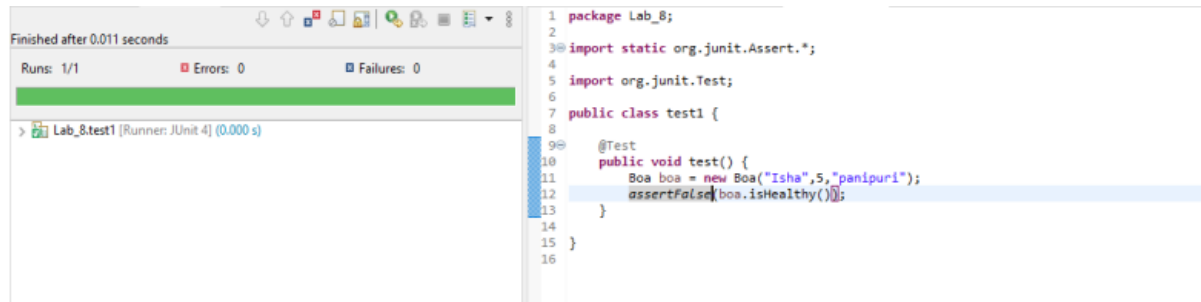 Finished after 0.011 seconds
Runs: 1/1 Errors: 0 Failures: 0
Lab_8.test1 [Runner: JUnit 4] (0.000 s)
1 package Lab_8;
2
3 import static org.junit.Assert.*;
4
5 import org.junit.Test;
6
7 public class test1 {
8
9 @Test
10 public void test() {
11 Boa boa = new Boa("Isha",5,"panipuri");
12 assertFalse(boa.isHealthy());
13 }
14
15 }
16